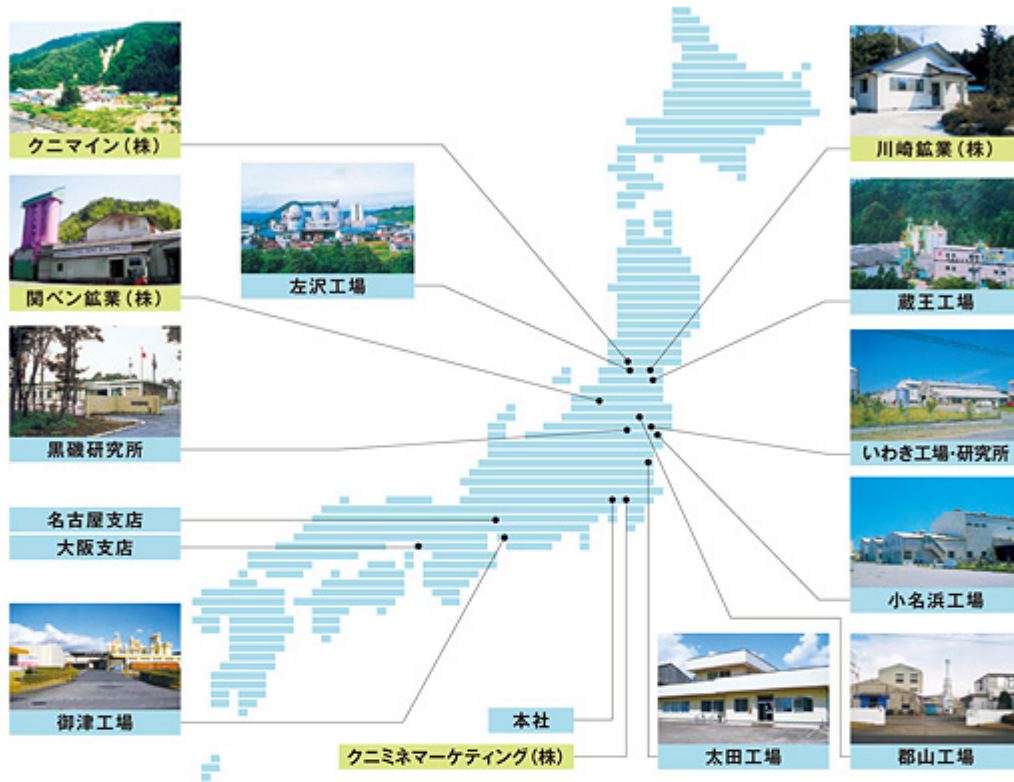 クニマイン(株)
川崎鉱業(株)
関ベン鉱業(株)
左沢工場
蔵王工場
黒磯研究所
いわき工場・研究所
名古屋支店
大阪支店
小名浜工場
御津工場
本社
クニミネマーケティング(株)
太田工場
郡山工場